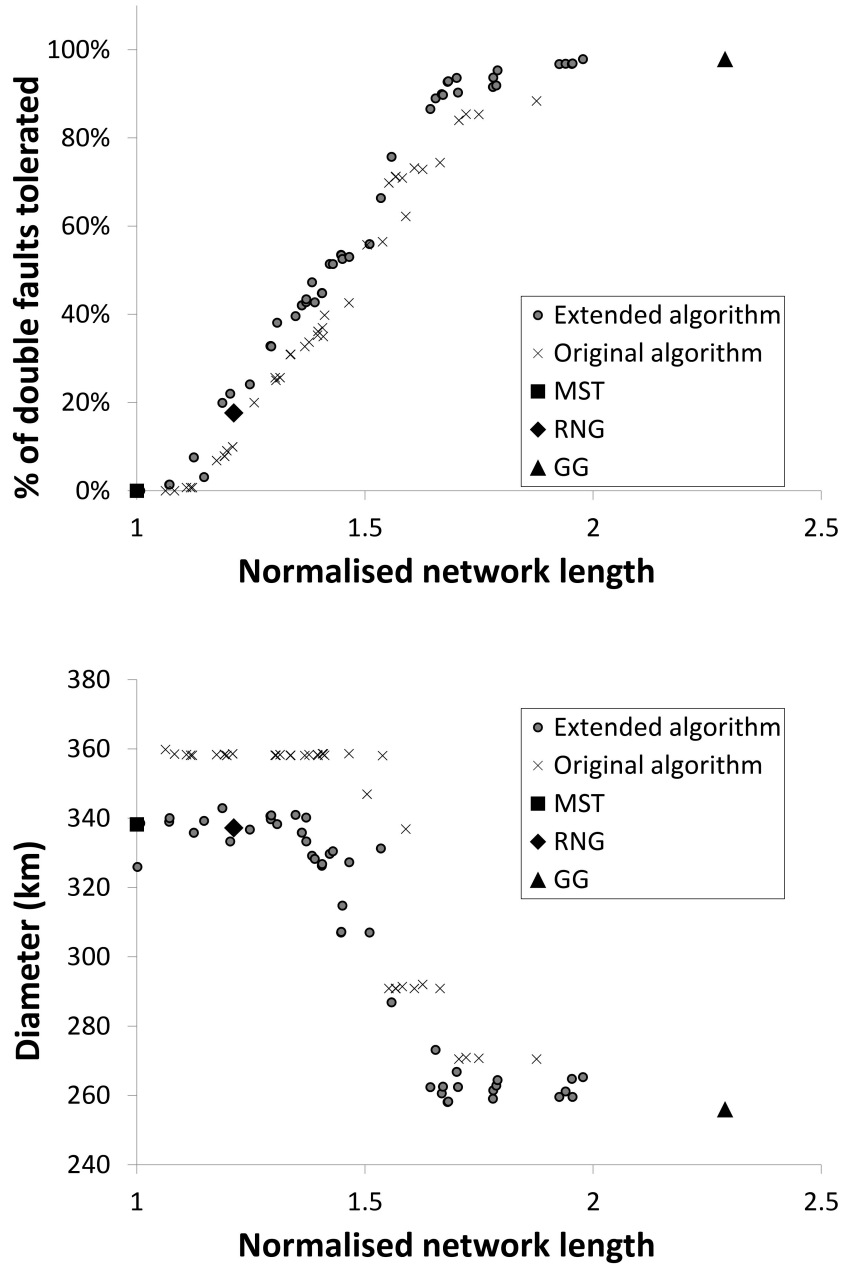 % of double faults tolerated
100%
80%
60%
40%
20%
0%
Extended algorithm
Original algorithm
MST
RNG
GG
1
1.5
2
2.5
Normalised network length
Diameter (km)
380
360
340
320
300
280
260
240
Extended algorithm
Original algorithm
MST
RNG
GG
1
1.5
2
2.5
Normalised network length